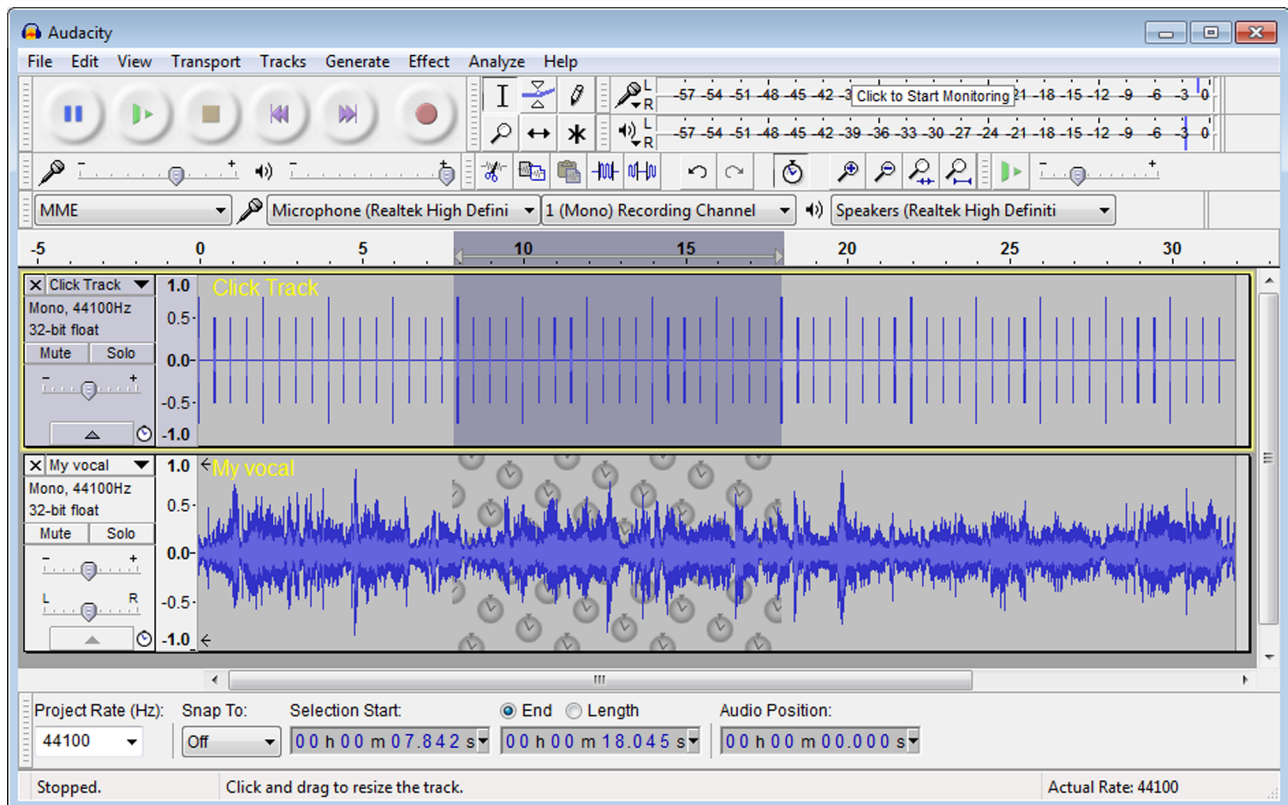 Audacity
File Edit View Transport Tracks Generate Effect Analyze Help
L
R
-57 -54 -51 -48 -45 -42 -3 Click to Start Monitoring 21 -18 -15 -12 -9 -6 -3 0
L
R
-57 -54 -51 -48 -45 -42 -39 -36 -33 -30 -27 -24 -21 -18 -15 -12 -9 -6 -3 0
- + - + - +
MME Microphone (Realtek High Defini 1 (Mono) Recording Channel Speakers (Realtek High Definiti
-5 0 5 10 15 20 25 30
X Click Track 1.0 Click Track
Mono, 44100Hz
32-bit float 0.5
Mute Solo 0.0
- +
-0.5
-1.0
X My vocal 1.0 My vocal
Mono, 44100Hz
32-bit float 0.5
Mute Solo
0.0
- +
L R
-0.5
-1.0
Project Rate (Hz): Snap To: Selection Start: End Length Audio Position:
44100 Off 00 h 00 m 07.842 s 00 h 00 m 18.045 s 00 h 00 m 00.000 s
Stopped. Click and drag to resize the track. Actual Rate: 44100